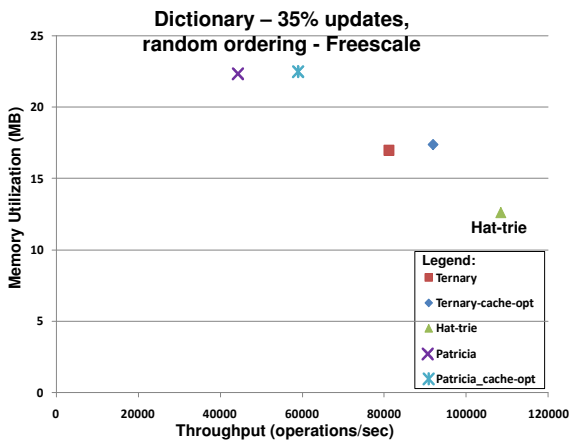 Dictionary – 35% updates,
random ordering - Freescale
25
20
15
10
5
0
Memory Utilization (MB)
Hat-trie
Legend:
Ternary
Ternary-cache-opt
Hat-trie
Patricia
Patricia_cache-opt
0 20000 40000 60000 80000 100000 120000
Throughput (operations/sec)